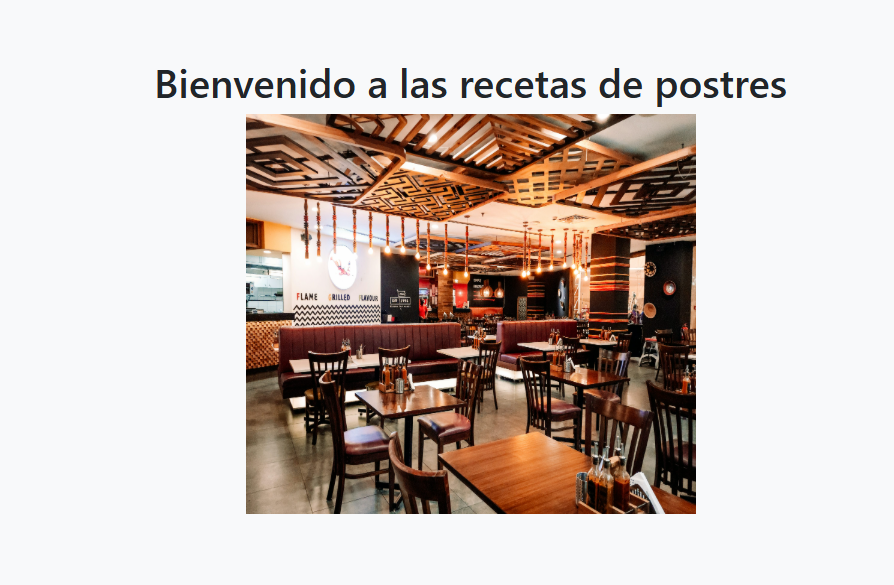 Bienvenido a las recetas de postres
FLAME GRILLED FLAVOUR